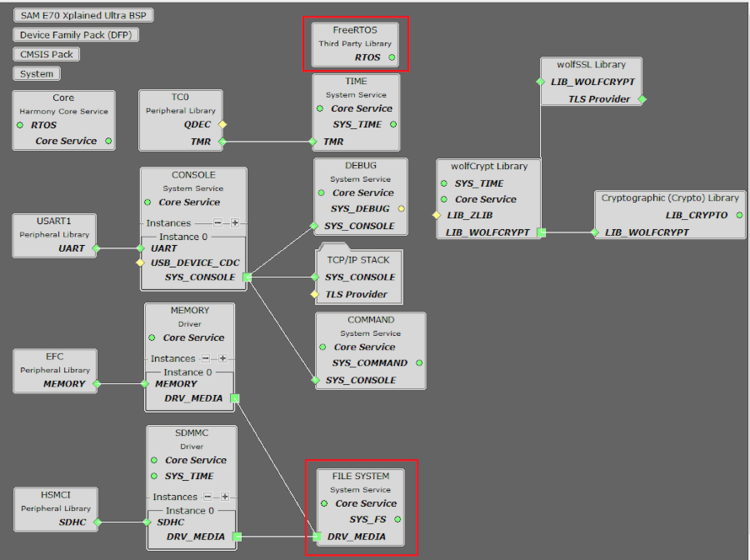 SAM E70 Xplained Ultra BSP
Device Family Pack (DFP)
CMSIS Pack
System
Core
Harmony Core Service
RTOS
Core Service
TC0
Peripheral Library
QDEC
TMR
FreeRTOS
Third Party Library
RTOS
TIME
System Service
Core Service
SYS_TIME
TMR
wolfSSL Library
LIB_WOLFCRYPT
TLS Provider
CONSOLE
System Service
Core Service
Instances
Instance 0
UART
USB_DEVICE_CDC
SYS_CONSOLE
DEBUG
System Service
Core Service
SYS_DEBUG
SYS_CONSOLE
wolfCrypt Library
SYS_TIME
Core Service
LIB_ZLIB
LIB_WOLFCRYPT
Cryptographic (Crypto) Library
LIB_CRYPTO
LIB_WOLFCRYPT
USART1
Peripheral Library
UART
TCP/IP STACK
SYS_CONSOLE
TLS Provider
MEMORY
Driver
Core Service
Instances
Instance 0
MEMORY
DRV_MEDIA
COMMAND
System Service
Core Service
SYS_COMMAND
SYS_CONSOLE
EFC
Peripheral Library
MEMORY
SDMMC
Driver
Core Service
SYS_TIME
Instances
Instance 0
SDHC
DRV_MEDIA
FILE SYSTEM
System Service
Core Service
SYS_FS
DRV_MEDIA
HSMCI
Peripheral Library
SDHC